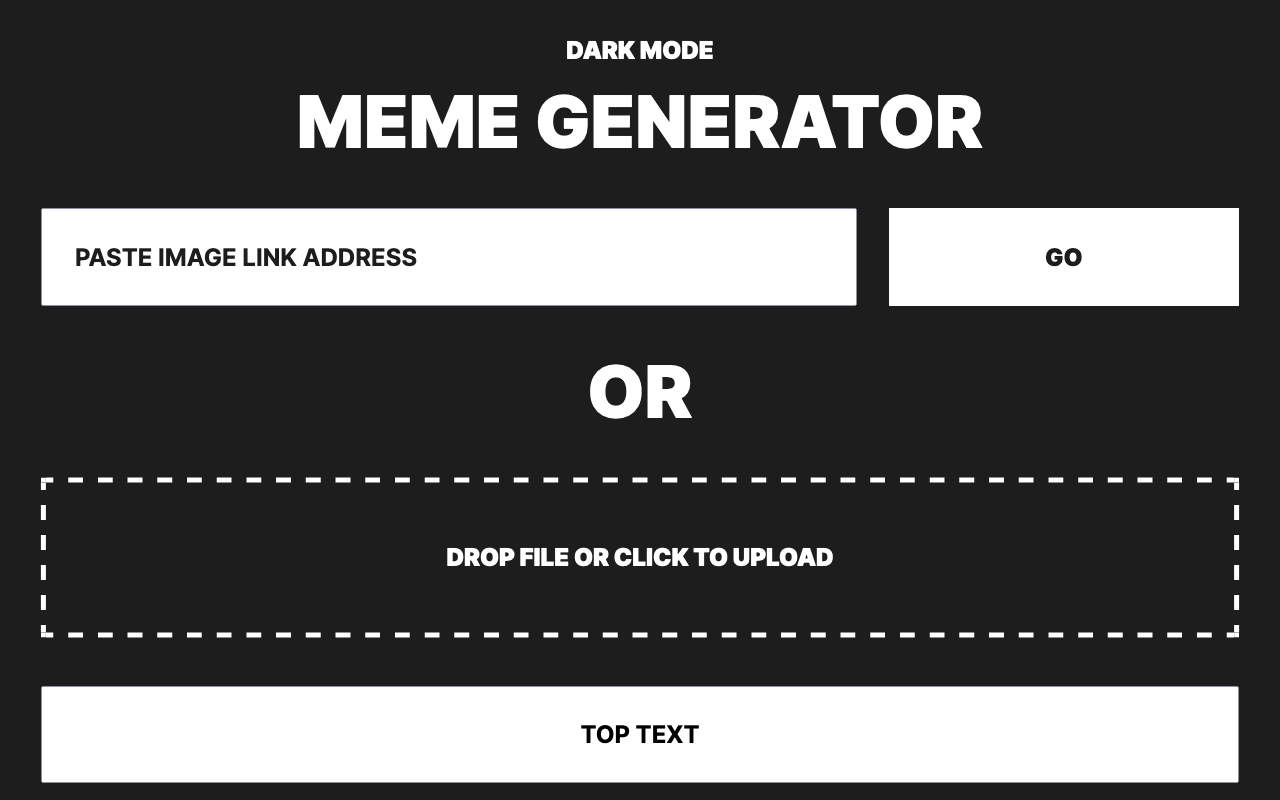 DARK MODE
MEME GENERATOR
PASTE IMAGE LINK ADDRESS
GO
OR
DROP FILE OR CLICK TO UPLOAD
TOP TEXT